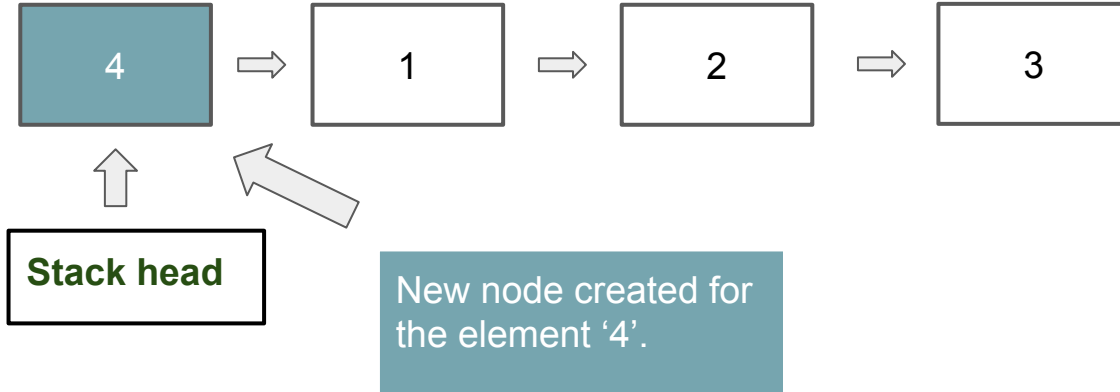 4
1
2
3
Stack head
New node created for
the element ‘4’.